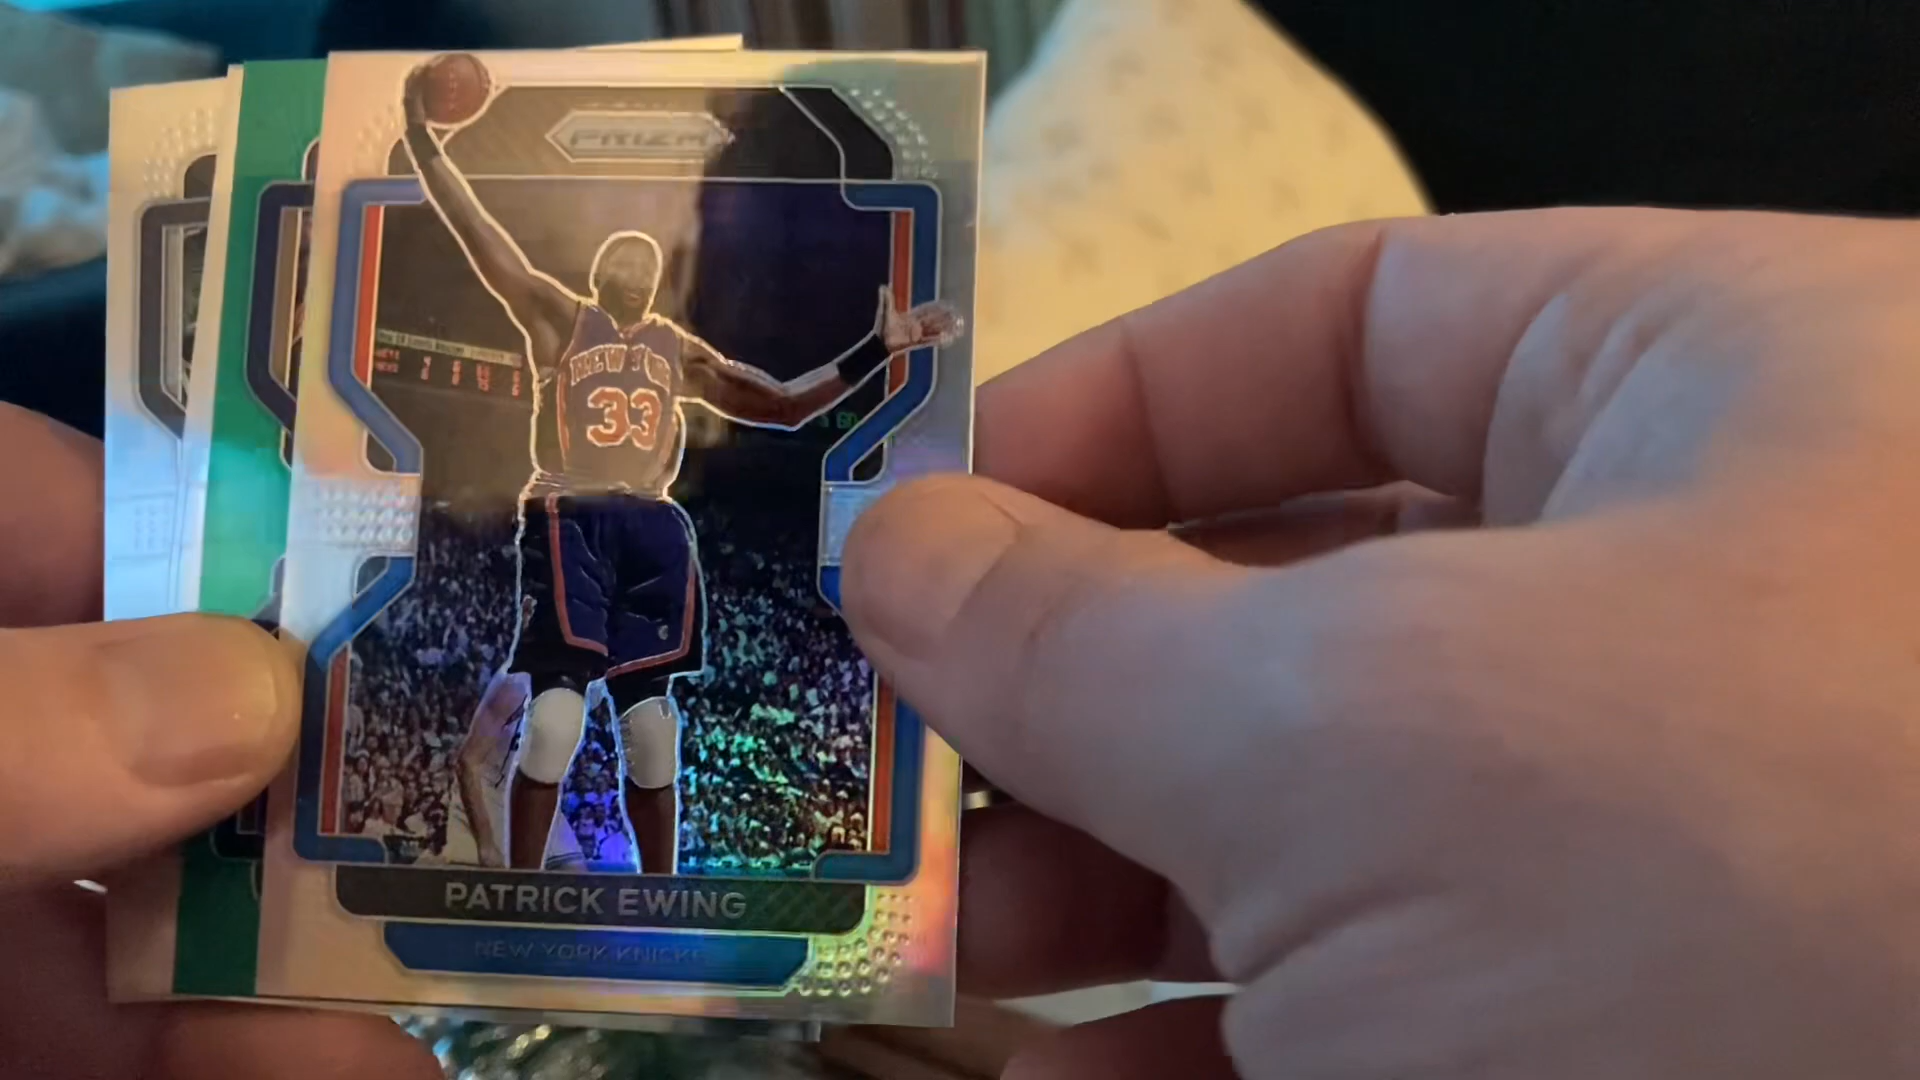 PRIZM
NEW YORK
33
PATRICK EWING
NEW YORK KNICKS